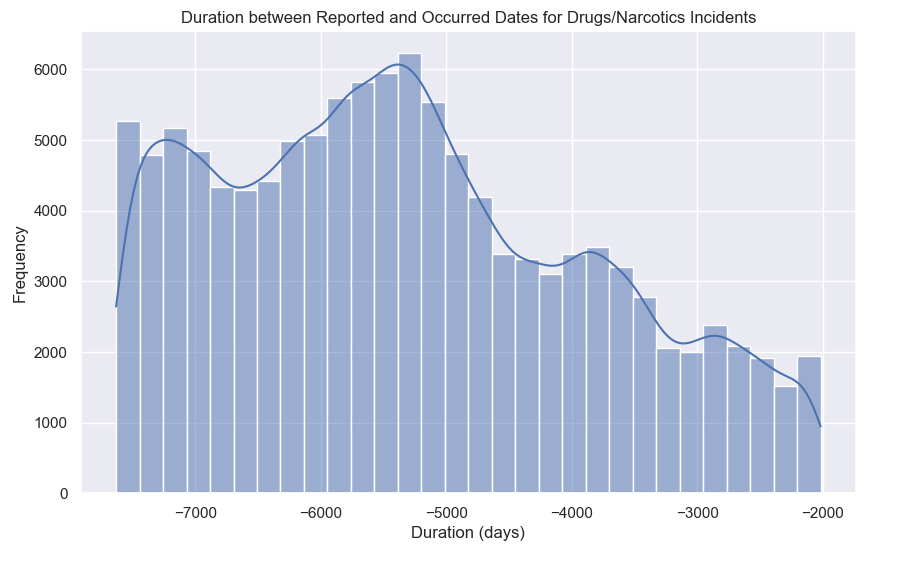 Duration between Reported and Occurred Dates for Drugs/Narcotics Incidents
Frequency
6000
5000
4000
3000
2000
1000
0
−7000 −6000 −5000 −4000 −3000 −2000
Duration (days)